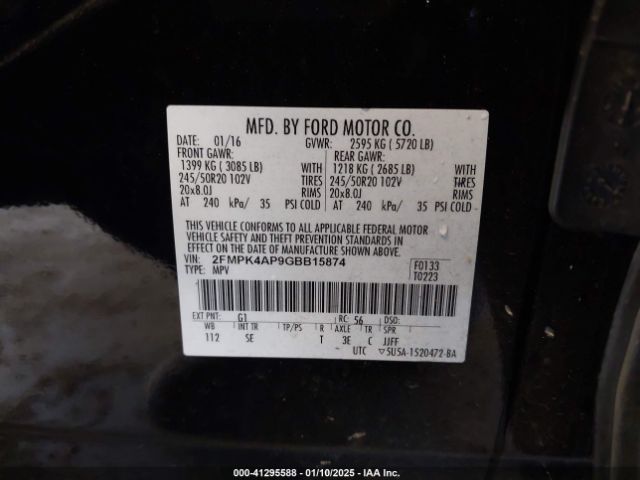 MFD. BY FORD MOTOR CO.
DATE: 01/16 GVWR: 2595 KG ( 5720 LB)
FRONT GAWR: REAR GAWR:
1399 KG ( 3085 LB) WITH 1218 KG ( 2685 LB) WITH
245/50R20 102V TIRES 245/50R20 102V TIRES
20x8.0J RIMS 20x8.0J RIMS
AT 240 kPa/ 35 PSI COLD AT 240 kPa/ 35 PSI COLD
THIS VEHICLE CONFORMS TO ALL APPLICABLE FEDERAL MOTOR
VEHICLE SAFETY AND THEFT PREVENTION STANDARDS IN
EFFECT ON THE DATE OF MANUFACTURE SHOWN ABOVE.
VIN: 2FMPK4AP9GBB15874 F0133
TYPE: MPV T0223
EXT PNT: G1 RC: 56 DSO:
WB INT TR TP/PS R AXLE TR SPR
112 SE T 3E C JJFF
UTC ▽5U5A-1520472-BA
000-41295588 — 01/10/2025 — IAA Inc.